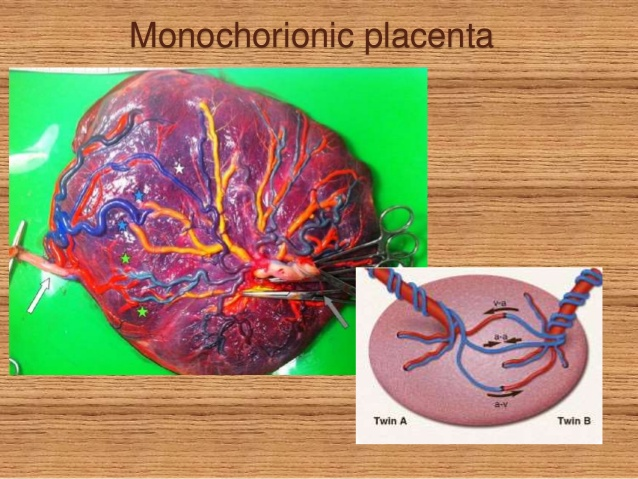 Monochorionic placenta
v-a
a-a
a-v
Twin A
Twin B